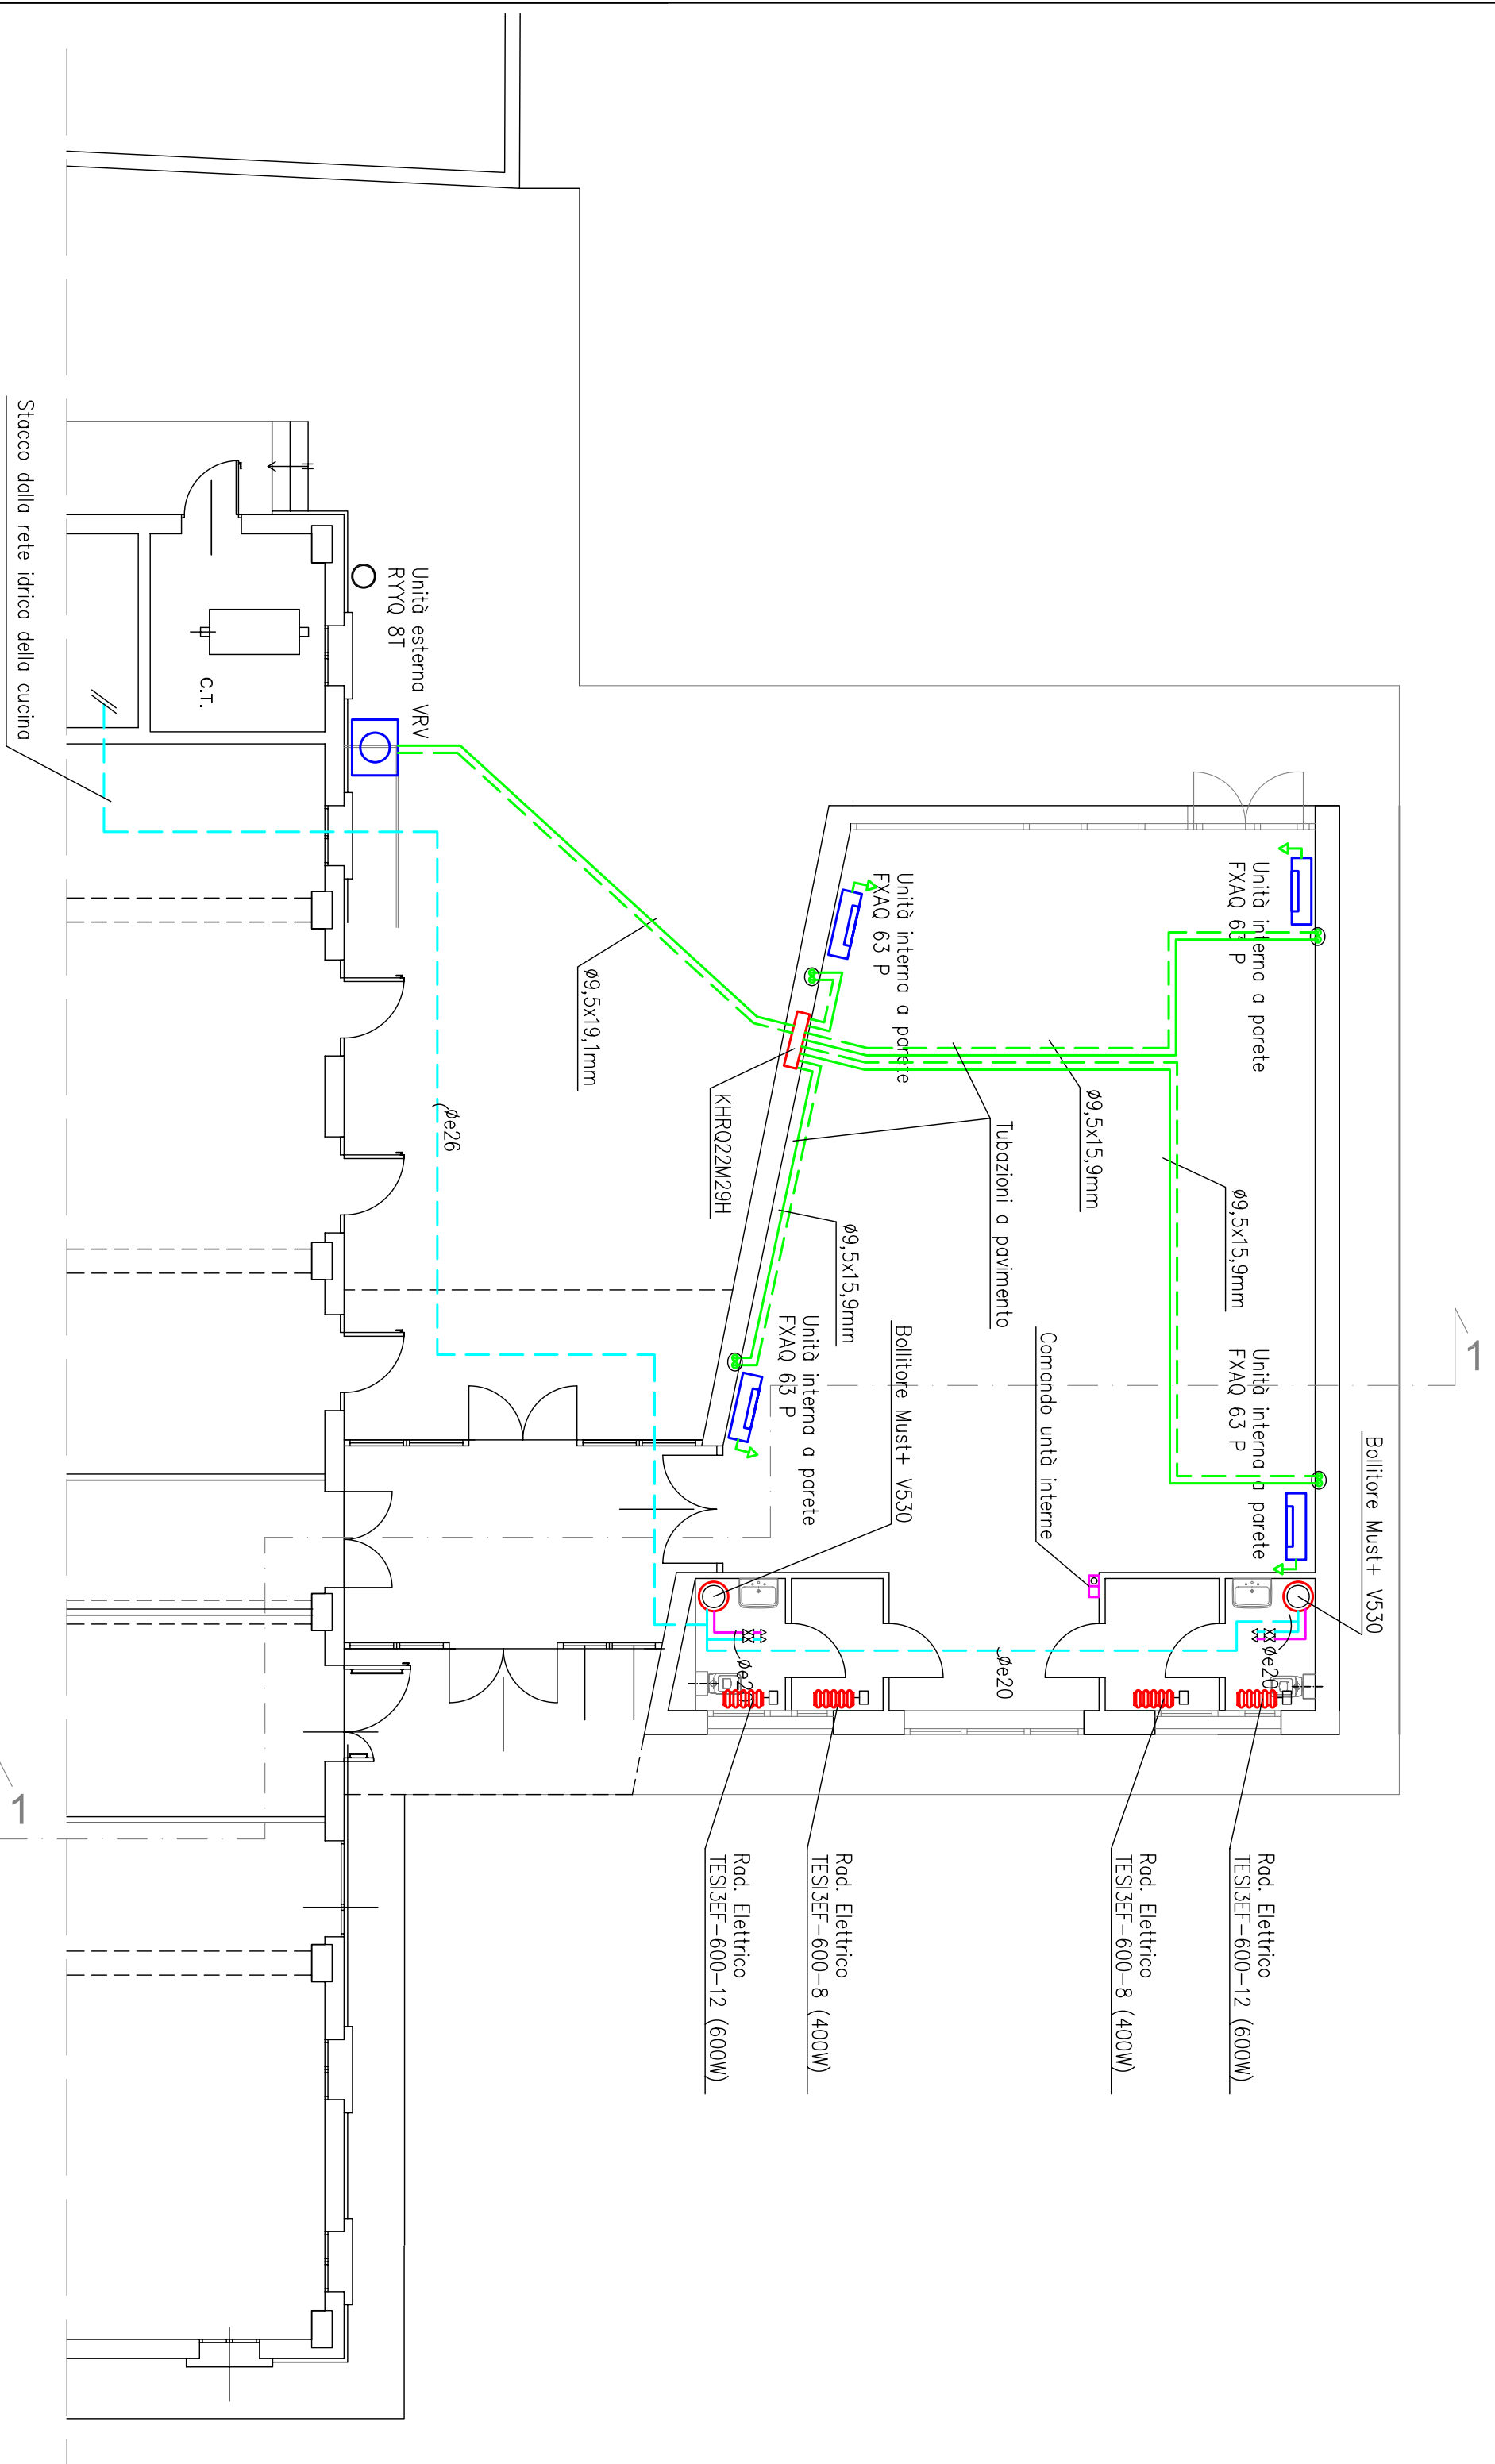 Stacco dalla rete idrica della cucina
C.T.
Unità esterna VRV
RYYQ 8T
ø9,5x19,1mm
øe26
KHRQ22M29H
Unità interna a parete
FXAQ 63 P
Unità interna a parete
FXAQ 63 P
Tubazioni a pavimento
ø9,5x15,9mm
ø9,5x15,9mm
ø9,5x15,9mm
Unità interna a parete
FXAQ 63 P
Bollitore Must+ V530
Comando untà interne
Unità interna a parete
FXAQ 63 P
Bollitore Must+ V530
øe20
øe20
1
1
Rad. Elettrico
TESI3EF-600-12 (600W)
Rad. Elettrico
TESI3EF-600-8 (400W)
Rad. Elettrico
TESI3EF-600-8 (400W)
Rad. Elettrico
TESI3EF-600-12 (600W)